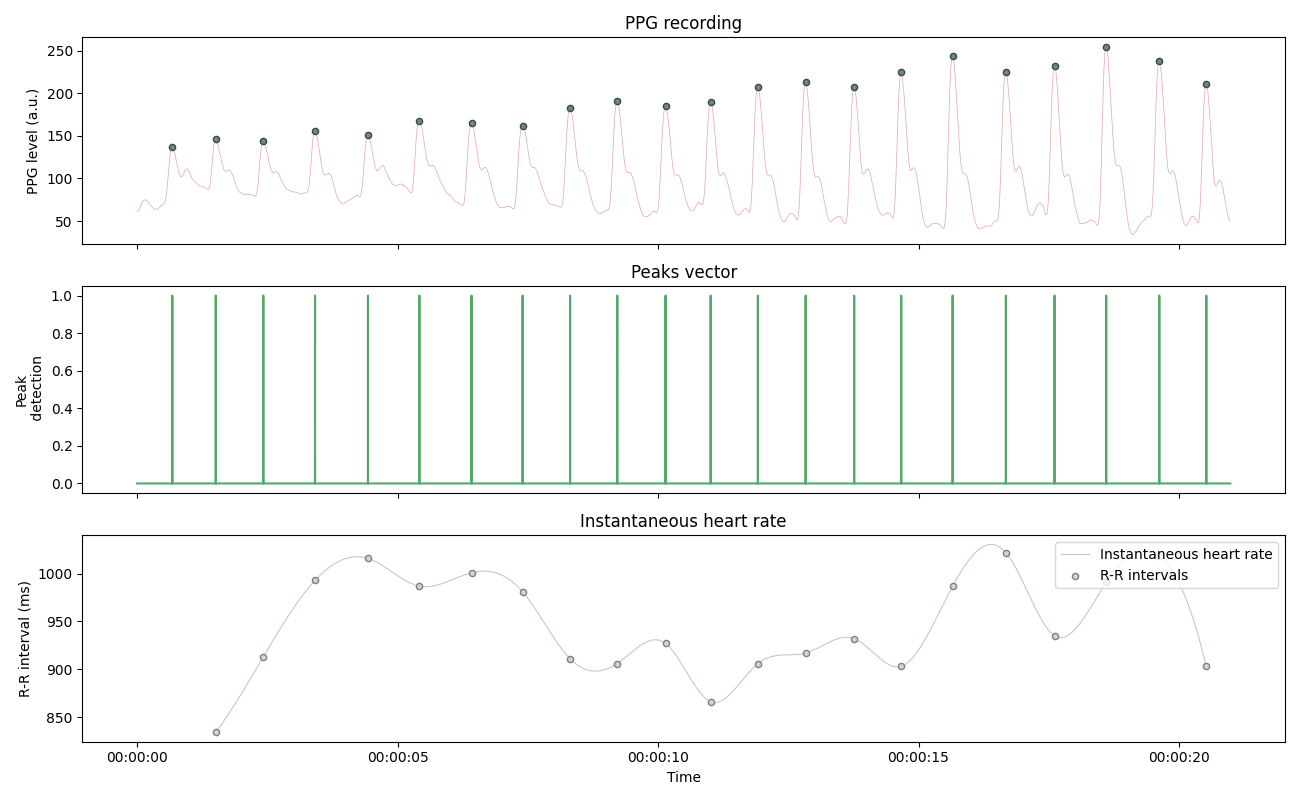 PPG recording
PPG level (a.u.)
250
200
150
100
50
Peaks vector
Peak
detection
1.0
0.8
0.6
0.4
0.2
0.0
Instantaneous heart rate
R-R interval (ms)
1000
950
900
850
Instantaneous heart rate
R-R intervals
00:00:00 00:00:05 00:00:10 00:00:15 00:00:20
Time